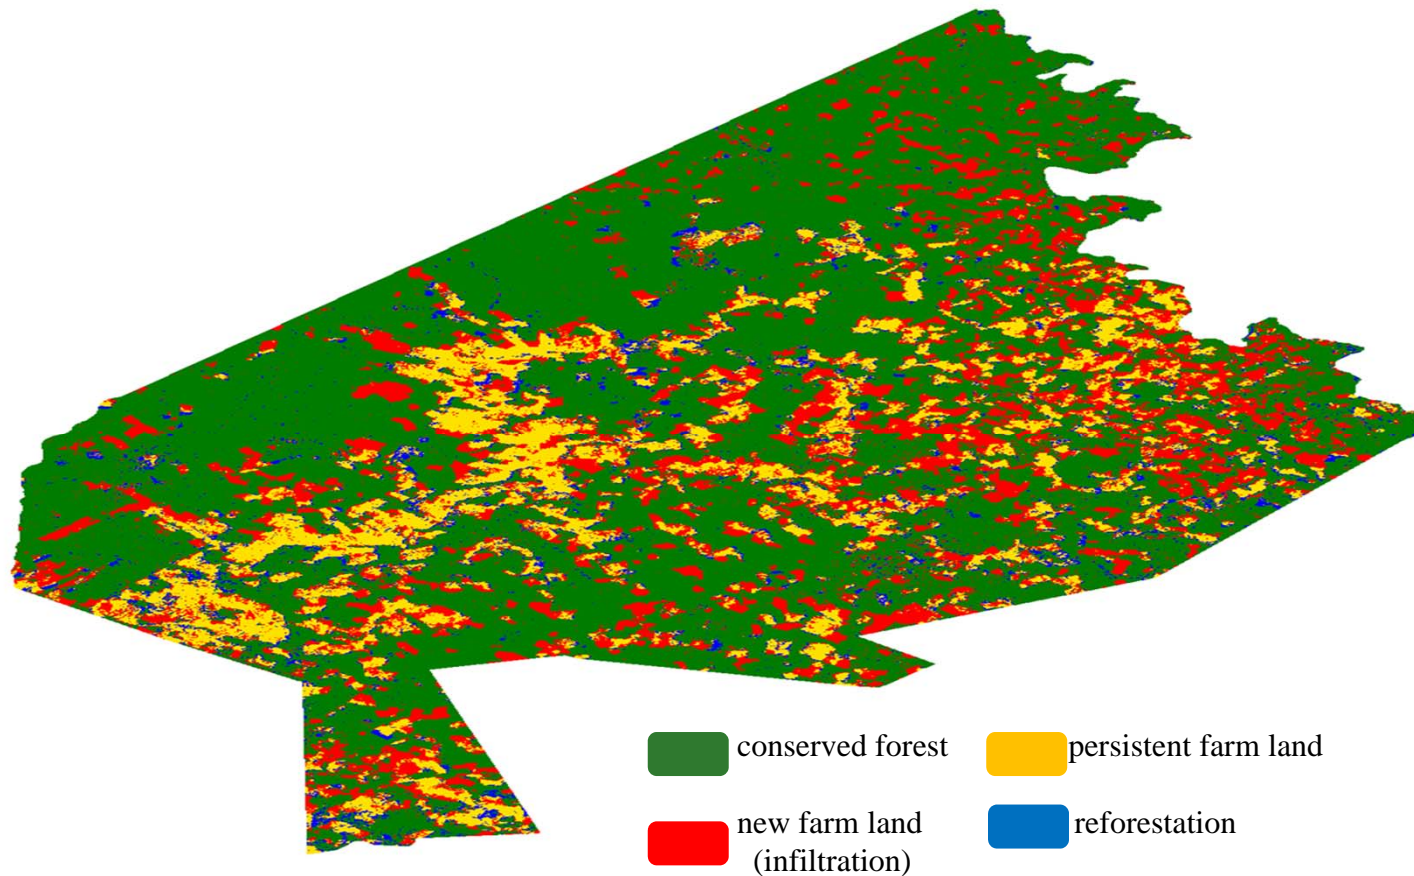 conserved forest
persistent farm land
new farm land
(infiltration)
reforestation